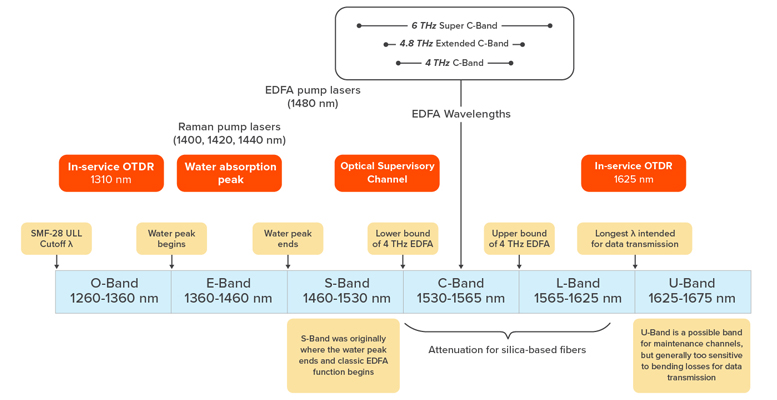 6 THz Super C-Band
4.8 THz Extended C-Band
4 THz C-Band
EDFA pump lasers
(1480 nm)
EDFA Wavelengths
Raman pump lasers
(1400, 1420, 1440 nm)
In-service OTDR
1310 nm
Water absorption
peak
Optical Supervisory
Channel
In-service OTDR
1625 nm
SMF-28 ULL
Cutoff λ
Water peak
begins
Water peak
ends
Lower bound
of 4 THz EDFA
Upper bound
of 4 THz EDFA
Longest λ intended
for data transmission
O-Band
1260-1360 nm
E-Band
1360-1460 nm
S-Band
1460-1530 nm
C-Band
1530-1565 nm
L-Band
1565-1625 nm
U-Band
1625-1675 nm
S-Band was originally
where the water peak
ends and classic EDFA
function begins
Attenuation for silica-based fibers
U-Band is a possible band
for maintenance channels,
but generally too sensitive
to bending losses for data
transmission